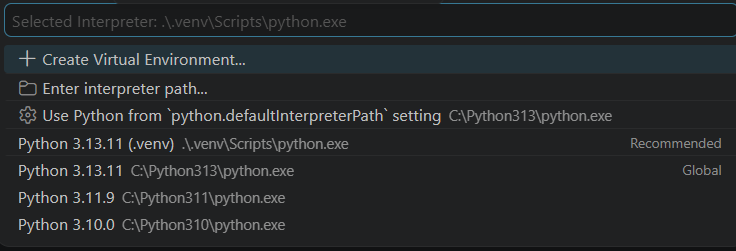 Selected Interpreter: .\.venv\Scripts\python.exe
Create Virtual Environment...
Enter interpreter path...
Use Python from `python.defaultInterpreterPath` setting C:\Python313\python.exe
Python 3.13.11 (.venv) .\.venv\Scripts\python.exe Recommended
Python 3.13.11 C:\Python313\python.exe Global
Python 3.11.9 C:\Python311\python.exe
Python 3.10.0 C:\Python310\python.exe